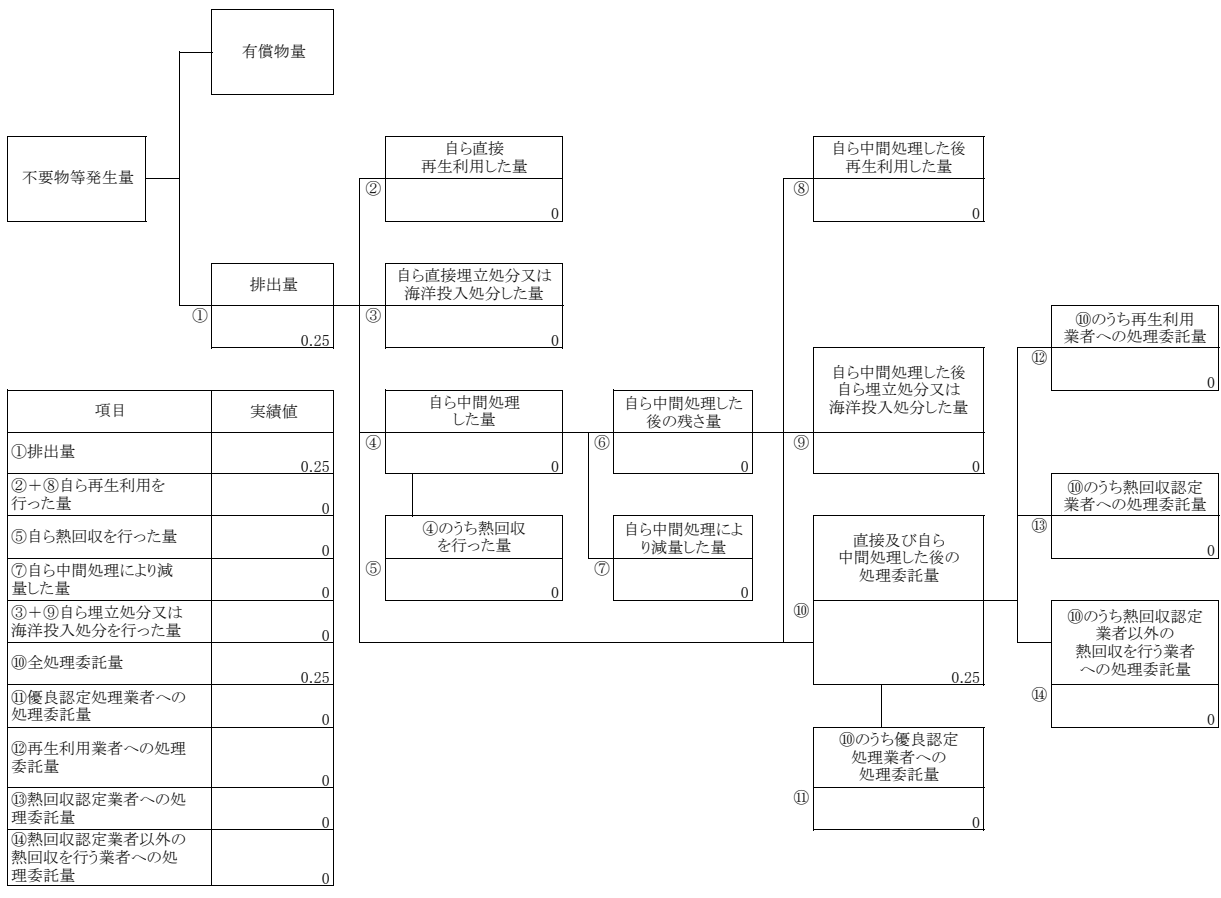 有償物量
不要物等発生量
排出量
①
0.25
自ら直接
再生利用した量
②
0
自ら直接埋立処分又は
海洋投入処分した量
③
0
自ら中間処理
した量
④
0
④のうち熱回収
を行った量
⑤
0
自ら中間処理した
後の残さ量
⑥
0
自ら中間処理によ
り減量した量
⑦
0
自ら中間処理した後
再生利用した量
⑧
0
自ら中間処理した後
自ら埋立処分又は
海洋投入処分した量
⑨
0
直接及び自ら
中間処理した後の
処理委託量
⑩
0.25
⑩のうち優良認定
処理業者への
処理委託量
⑪
0
⑩のうち再生利用
業者への処理委託量
⑫
0
⑩のうち熱回収認定
業者への処理委託量
⑬
0
⑩のうち熱回収認定
業者以外の
熱回収を行う業者
への処理委託量
⑭
0
項目 実績値
①排出量
0.25
②＋⑧自ら再生利用を
行った量
0
⑤自ら熱回収を行った量
0
⑦自ら中間処理により減
量した量
0
③＋⑨自ら埋立処分又は
海洋投入処分を行った量
0
⑩全処理委託量
0.25
⑪優良認定処理業者への
処理委託量
0
⑫再生利用業者への処理
委託量
0
⑬熱回収認定業者への処
理委託量
0
⑭熱回収認定業者以外の
熱回収を行う業者への処
理委託量
0